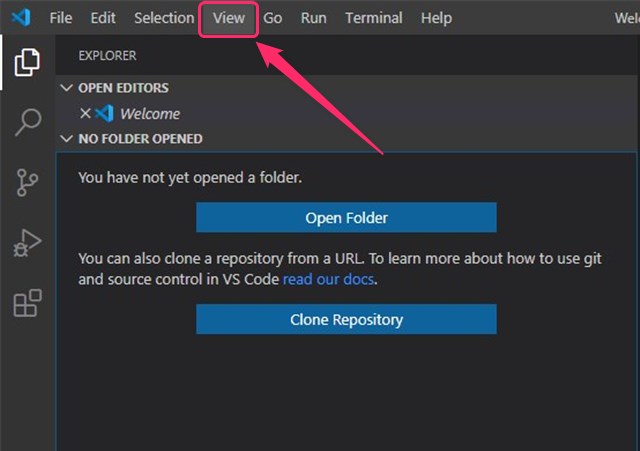 File Edit Selection View Go Run Terminal Help Wel
EXPLORER
OPEN EDITORS
Welcome
NO FOLDER OPENED
You have not yet opened a folder.
Open Folder
You can also clone a repository from a URL. To learn more about how to use git
and source control in VS Code read our docs.
Clone Repository